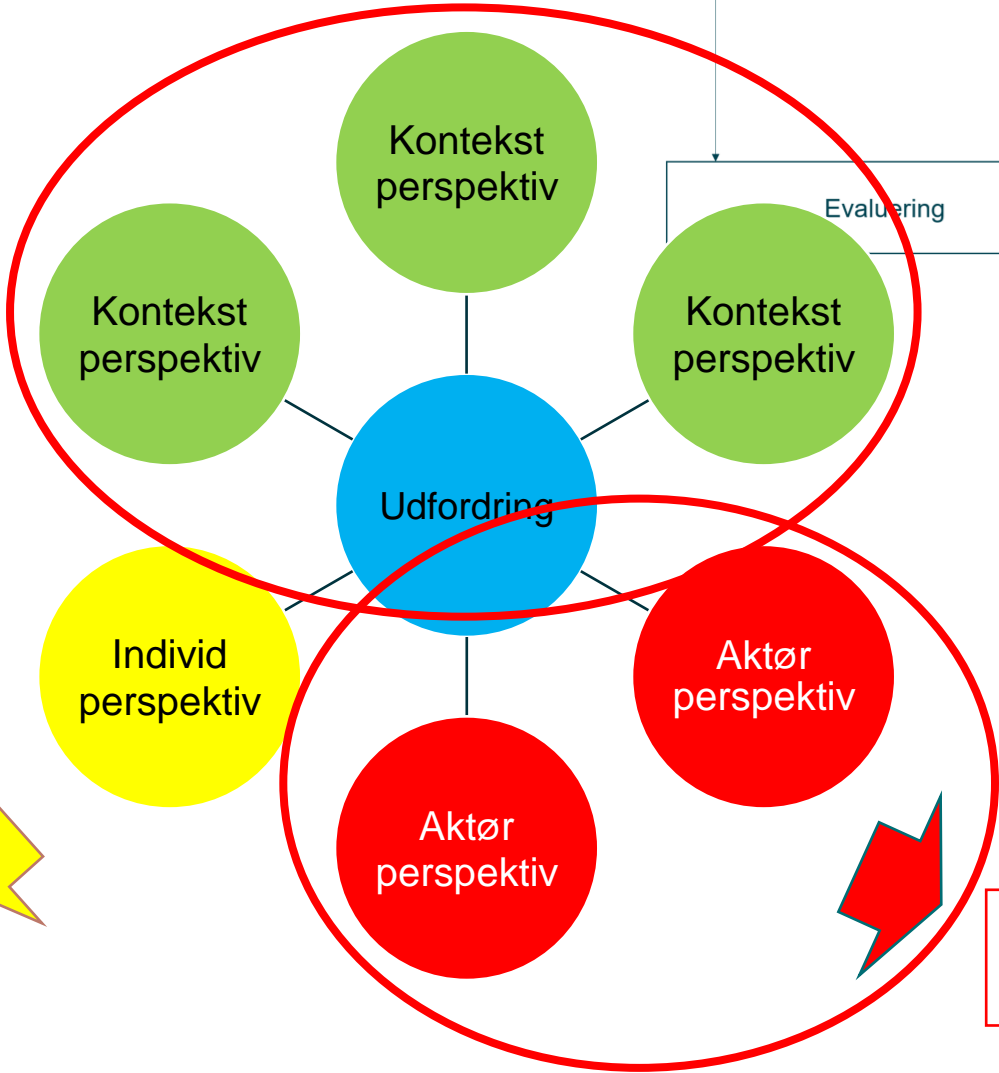 Kontekst
perspektiv
Evaluering
Kontekst
perspektiv
Kontekst
perspektiv
Udfordring
Individ
perspektiv
Aktør
perspektiv
Aktør
perspektiv